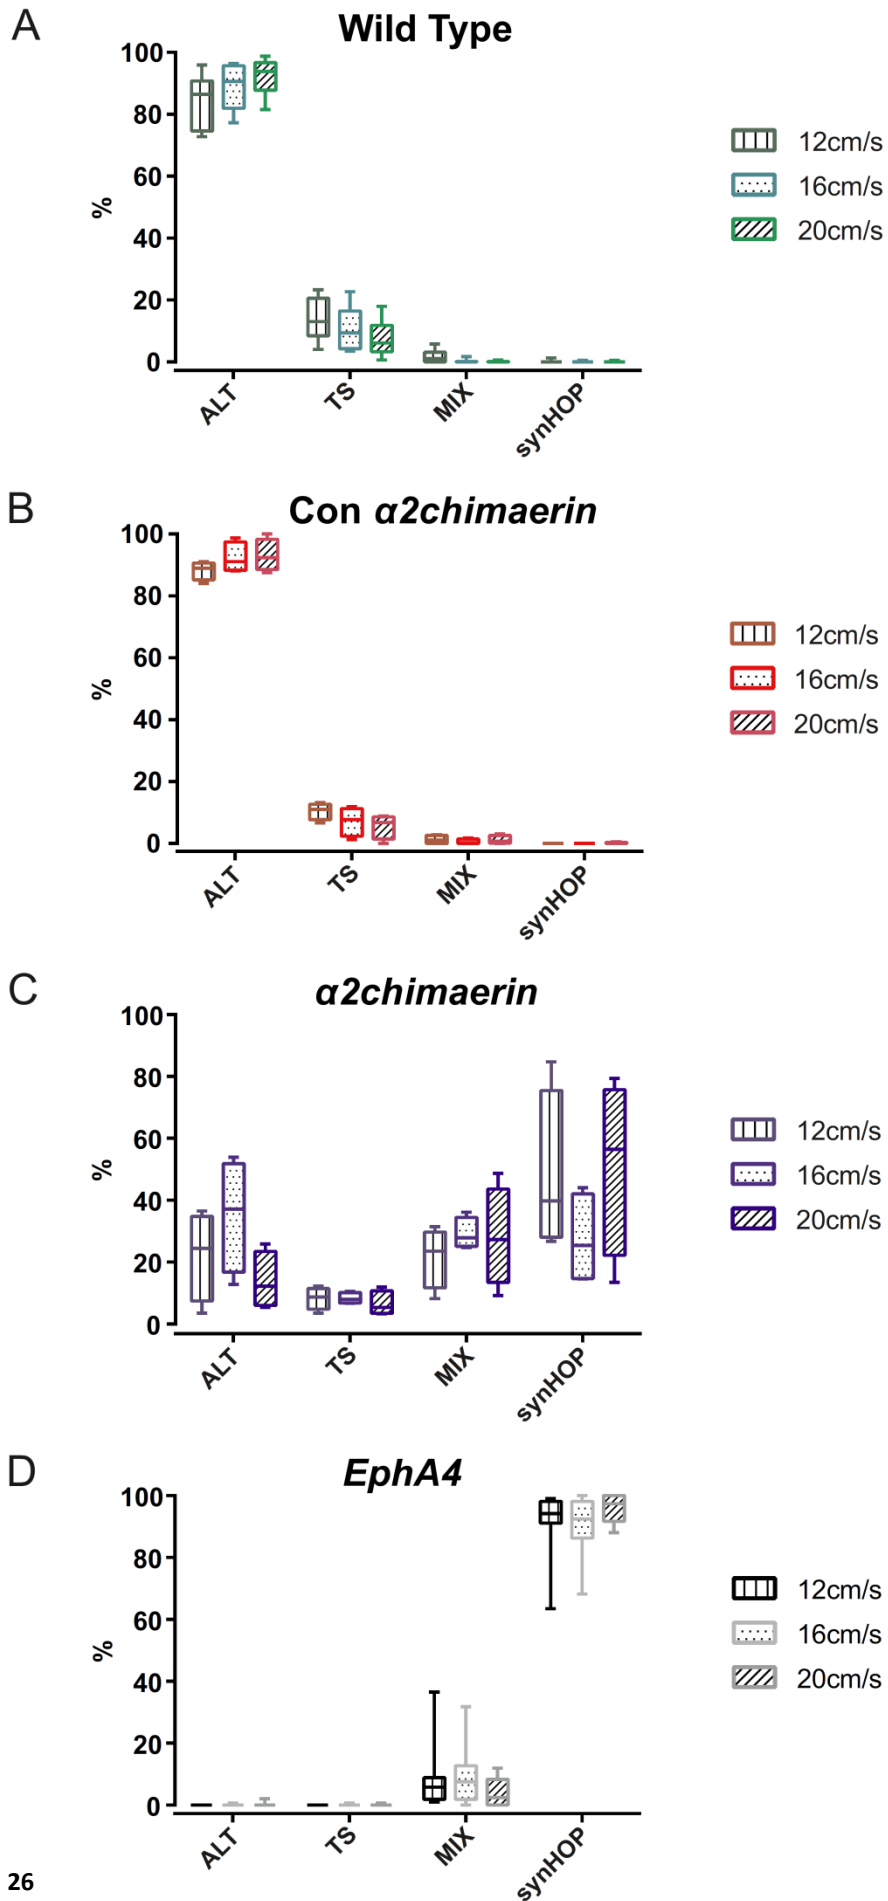 A
Wild Type
100
80
60
40
20
0
%
ALT
TS
MIX
synHOP
12cm/s
16cm/s
20cm/s
B
Con α2chimaerin
100
80
60
40
20
0
%
ALT
TS
MIX
synHOP
12cm/s
16cm/s
20cm/s
C
α2chimaerin
100
80
60
40
20
0
%
ALT
TS
MIX
synHOP
12cm/s
16cm/s
20cm/s
D
EphA4
100
80
60
40
20
0
%
ALT
TS
MIX
synHOP
12cm/s
16cm/s
20cm/s
26